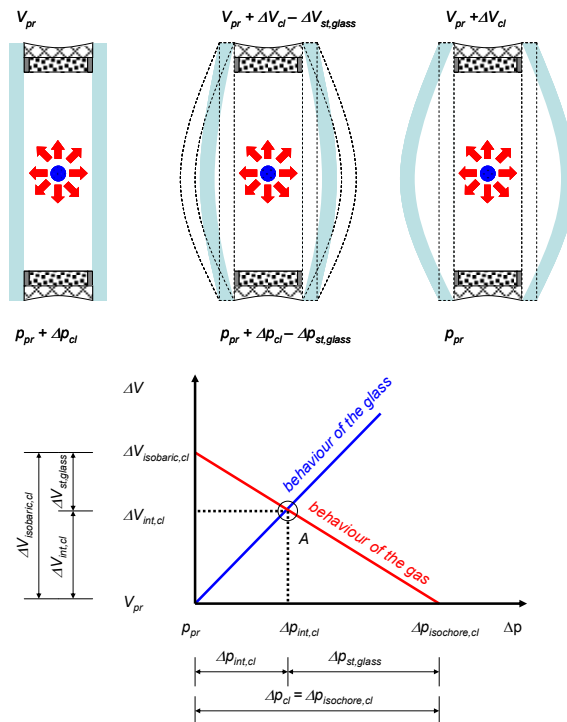 V_pr
V_pr + ΔV_cl – ΔV_st,glass
V_pr +ΔV_cl
p_pr + Δp_cl
p_pr + Δp_cl – Δp_st,glass
p_pr
ΔV
behaviour of the glass
ΔV_isobaric,cl
ΔV_isobaric,cl
ΔV_st,glass
ΔV_int,cl
ΔV_int,cl
A
behaviour of the gas
V_pr
p_pr
Δp_int,cl
Δp_isochore,cl
Δp
Δp_int,cl
Δp_st,glass
Δp_cl = Δp_isochore,cl